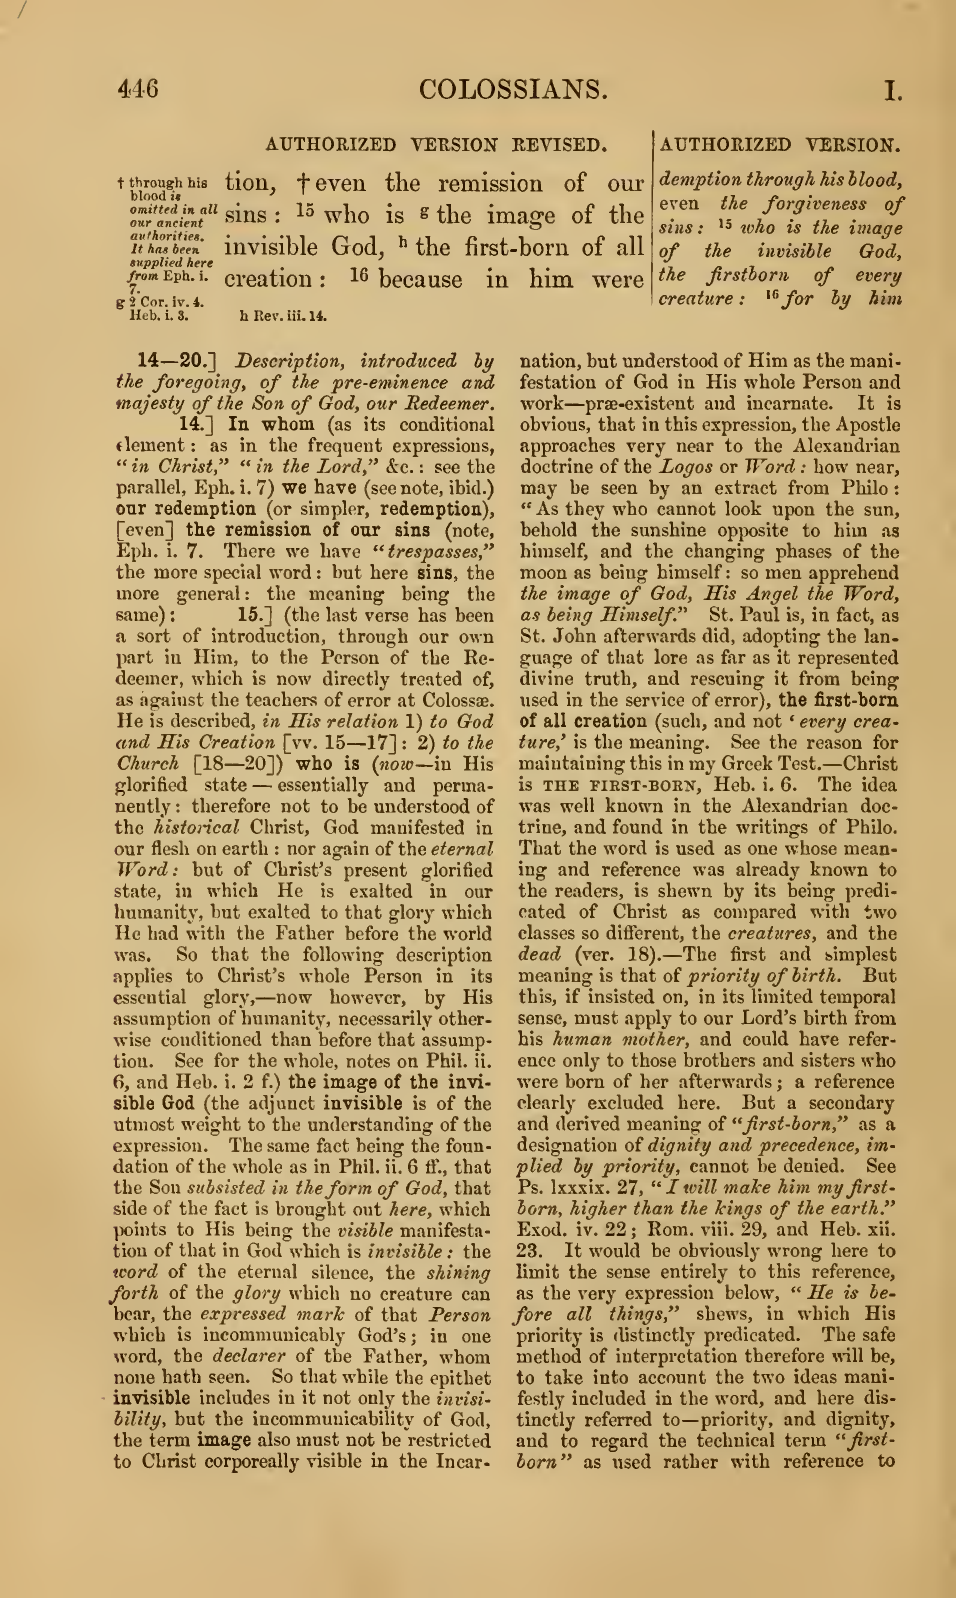 446
COLOSSIANS.
I.
AUTHORIZED VERSION REVISED.
† through his
blood is
omitted in all
our ancient
authorities.
It has been
supplied here
from Eph. i.
7.
g 2 Cor. iv. 4.
Heb. i. 3.
tion, † even the remission of our
sins : 15 who is g the image of the
invisible God, h the first-born of all
creation : 16 because in him were
h Rev. iii. 14.
AUTHORIZED VERSION.
demption through his blood,
even the forgiveness of
sins : 15 who is the image
of the invisible God,
the firstborn of every
creature : 16 for by him
14—20.] Description, introduced by
the foregoing, of the pre-eminence and
majesty of the Son of God, our Redeemer.
14.] In whom (as its conditional
element : as in the frequent expressions,
“in Christ,” “in the Lord,” &c. : see the
parallel, Eph. i. 7) we have (see note, ibid.)
our redemption (or simpler, redemption),
[even] the remission of our sins (note,
Eph. i. 7. There we have “trespasses,”
the more special word : but here sins, the
more general : the meaning being the
same) : 15.] (the last verse has been
a sort of introduction, through our own
part in Him, to the Person of the Re-
deemer, which is now directly treated of,
as against the teachers of error at Colossæ.
He is described, in His relation 1) to God
and His Creation [vv. 15—17] : 2) to the
Church [18—20]) who is (now—in His
glorified state — essentially and perma-
nently : therefore not to be understood of
the historical Christ, God manifested in
our flesh on earth : nor again of the eternal
Word : but of Christ's present glorified
state, in which He is exalted in our
humanity, but exalted to that glory which
He had with the Father before the world
was. So that the following description
applies to Christ's whole Person in its
essential glory,—now however, by His
assumption of humanity, necessarily other-
wise conditioned than before that assump-
tion. See for the whole, notes on Phil. ii.
6, and Heb. i. 2 f.) the image of the invi-
sible God (the adjunct invisible is of the
utmost weight to the understanding of the
expression. The same fact being the foun-
dation of the whole as in Phil. ii. 6 ff., that
the Son subsisted in the form of God, that
side of the fact is brought out here, which
points to His being the visible manifesta-
tion of that in God which is invisible : the
word of the eternal silence, the shining
forth of the glory which no creature can
bear, the expressed mark of that Person
which is incommunicably God's ; in one
word, the declarer of the Father, whom
none hath seen. So that while the epithet
invisible includes in it not only the invisi-
bility, but the incommunicability of God,
the term image also must not be restricted
to Christ corporeally visible in the Incar-
nation, but understood of Him as the mani-
festation of God in His whole Person and
work—præ-existent and incarnate. It is
obvious, that in this expression, the Apostle
approaches very near to the Alexandrian
doctrine of the Logos or Word : how near,
may be seen by an extract from Philo :
“As they who cannot look upon the sun,
behold the sunshine opposite to him as
himself, and the changing phases of the
moon as being himself : so men apprehend
the image of God, His Angel the Word,
as being Himself.” St. Paul is, in fact, as
St. John afterwards did, adopting the lan-
guage of that lore as far as it represented
divine truth, and rescuing it from being
used in the service of error), the first-born
of all creation (such, and not ‘every crea-
ture,’ is the meaning. See the reason for
maintaining this in my Greek Test.—Christ
is THE FIRST-BORN, Heb. i. 6. The idea
was well known in the Alexandrian doc-
trine, and found in the writings of Philo.
That the word is used as one whose mean-
ing and reference was already known to
the readers, is shewn by its being predi-
cated of Christ as compared with two
classes so different, the creatures, and the
dead (ver. 18).—The first and simplest
meaning is that of priority of birth. But
this, if insisted on, in its limited temporal
sense, must apply to our Lord's birth from
his human mother, and could have refer-
ence only to those brothers and sisters who
were born of her afterwards ; a reference
clearly excluded here. But a secondary
and derived meaning of “first-born,” as a
designation of dignity and precedence, im-
plied by priority, cannot be denied. See
Ps. lxxxix. 27, “I will make him my first-
born, higher than the kings of the earth.”
Exod. iv. 22 ; Rom. viii. 29, and Heb. xii.
23. It would be obviously wrong here to
limit the sense entirely to this reference,
as the very expression below, “He is be-
fore all things,” shews, in which His
priority is distinctly predicated. The safe
method of interpretation therefore will be,
to take into account the two ideas mani-
festly included in the word, and here dis-
tinctly referred to—priority, and dignity,
and to regard the technical term “first-
born” as used rather with reference to